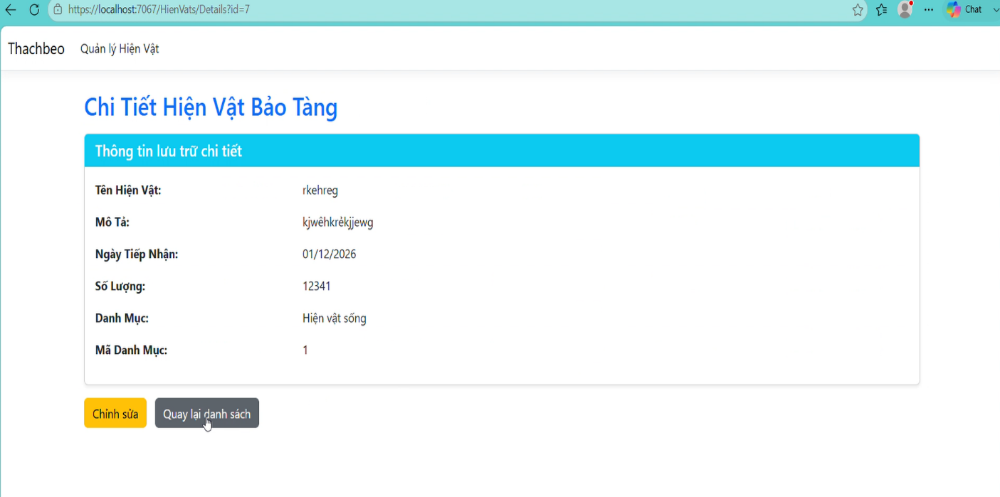 https://localhost:7067/HienVats/Details?id=7
Chat
Thachbeo Quản lý Hiện Vật
Chi Tiết Hiện Vật Bảo Tàng
Thông tin lưu trữ chi tiết
Tên Hiện Vật: rkehreg
Mô Tả: kjwêhkrẻkjjewg
Ngày Tiếp Nhận: 01/12/2026
Số Lượng: 12341
Danh Mục: Hiện vật sống
Mã Danh Mục: 1
Chỉnh sửa Quay lại danh sách